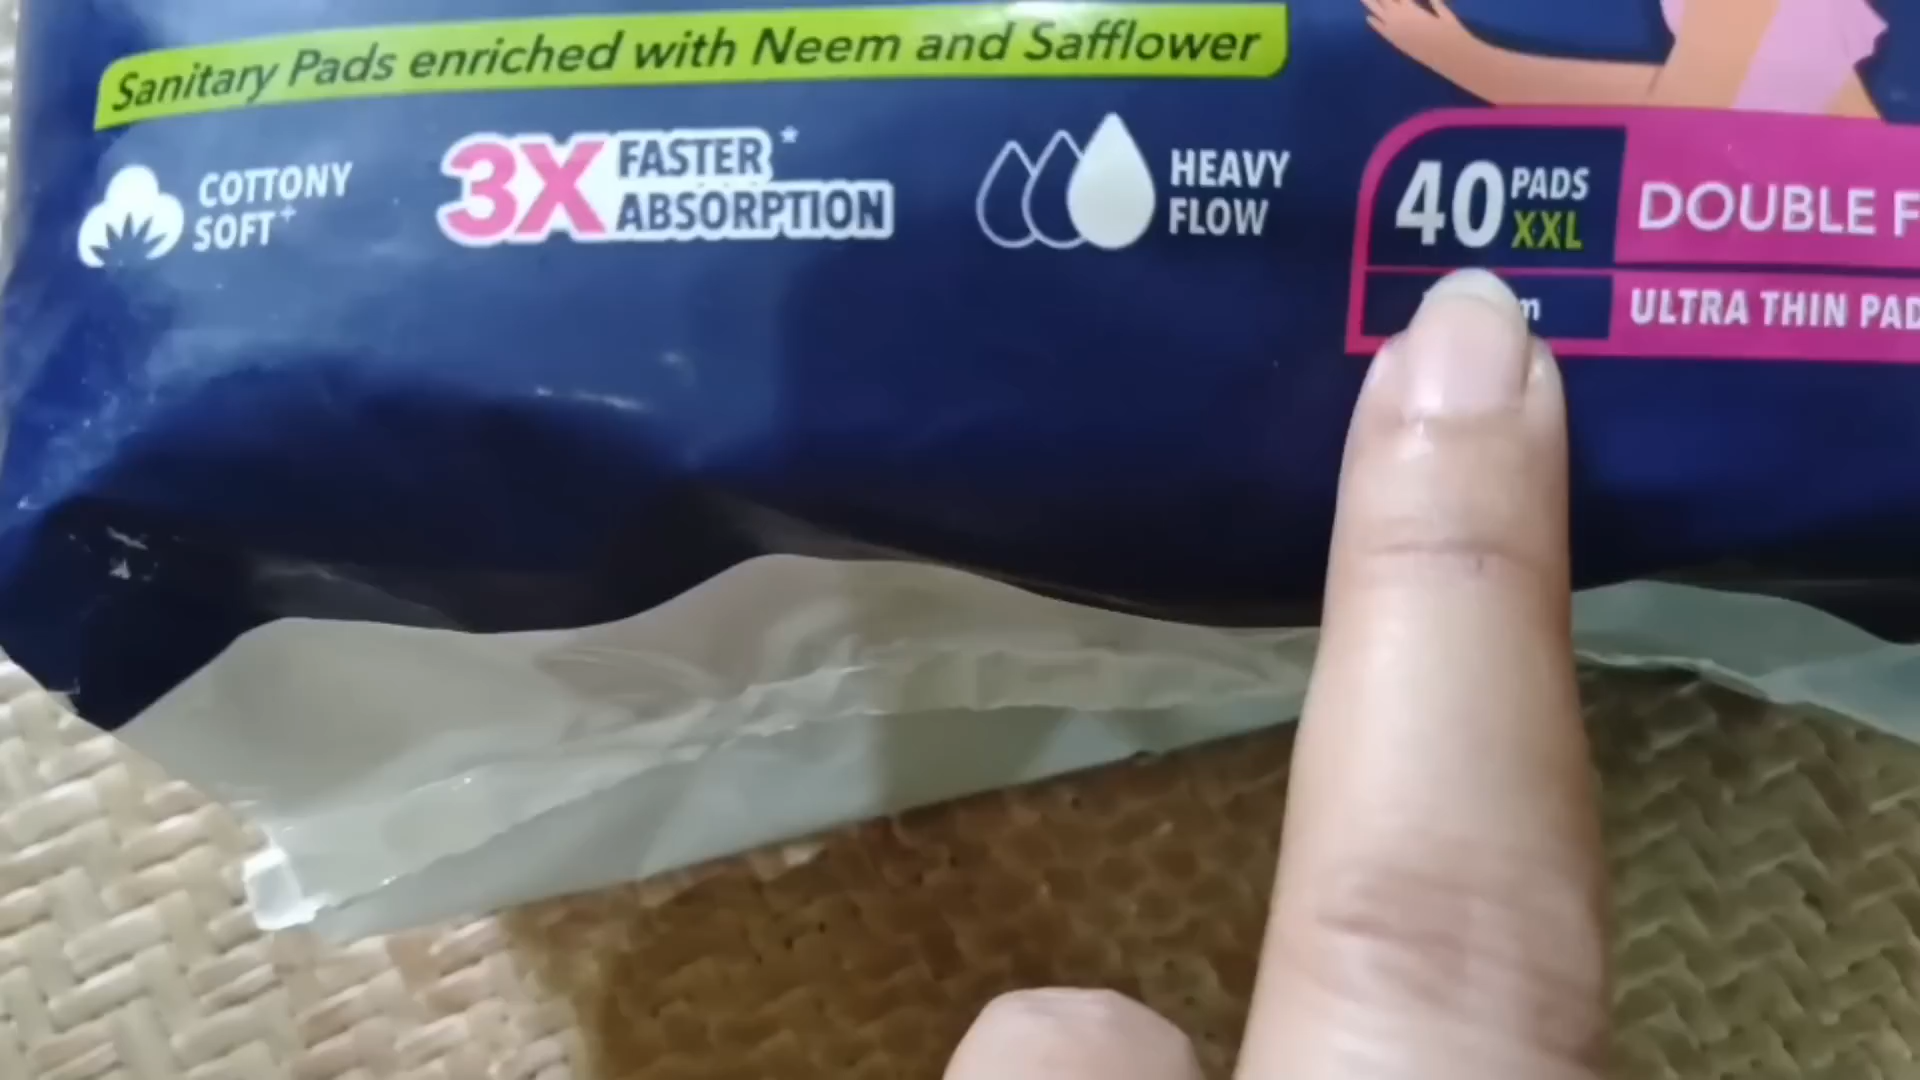 Sanitary Pads enriched with Neem and Safflower
COTTONY
SOFT+
3X FASTER
ABSORPTION*
HEAVY
FLOW
40 PADS
XXL
DOUBLE F
ULTRA THIN PAD